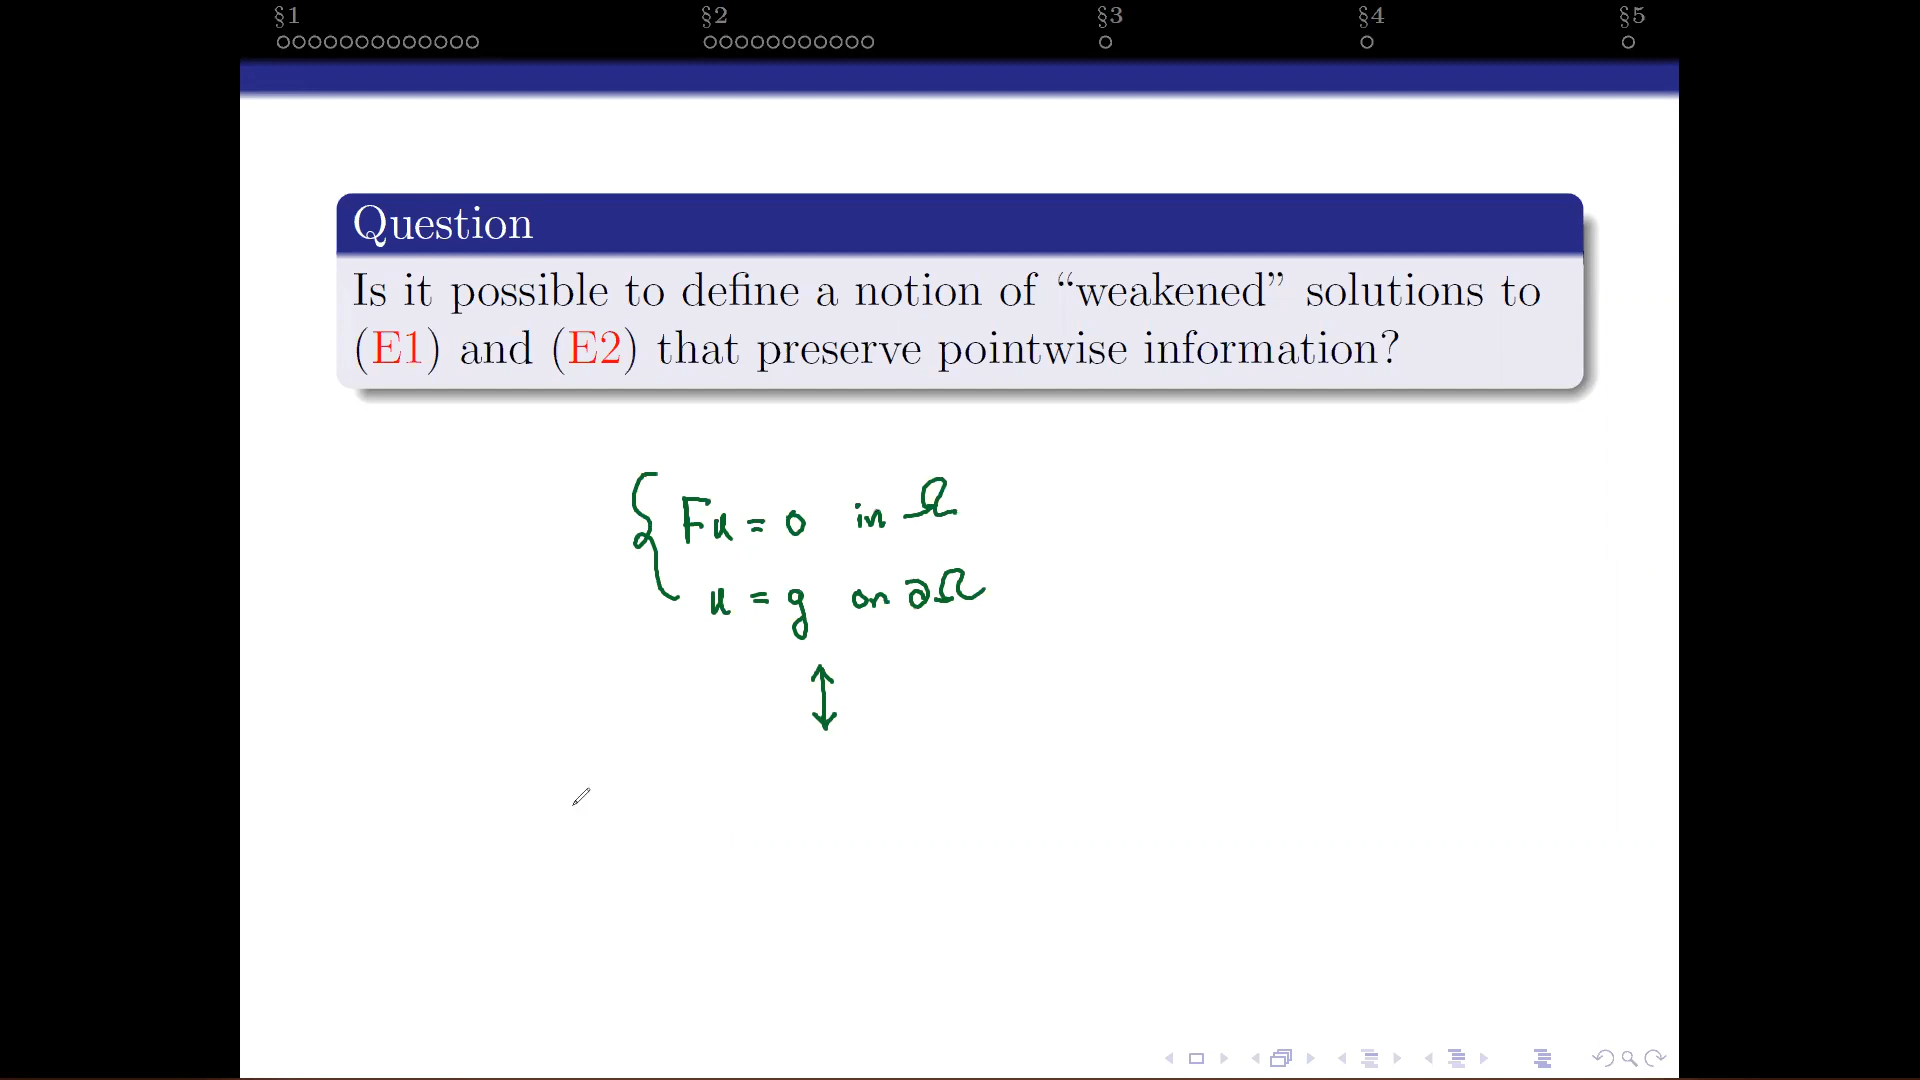 §1 §2 §3 §4 §5
Question
Is it possible to define a notion of “weakened” solutions to
(E1) and (E2) that preserve pointwise information?
Fu = 0 in Ω
u = g on ∂Ω